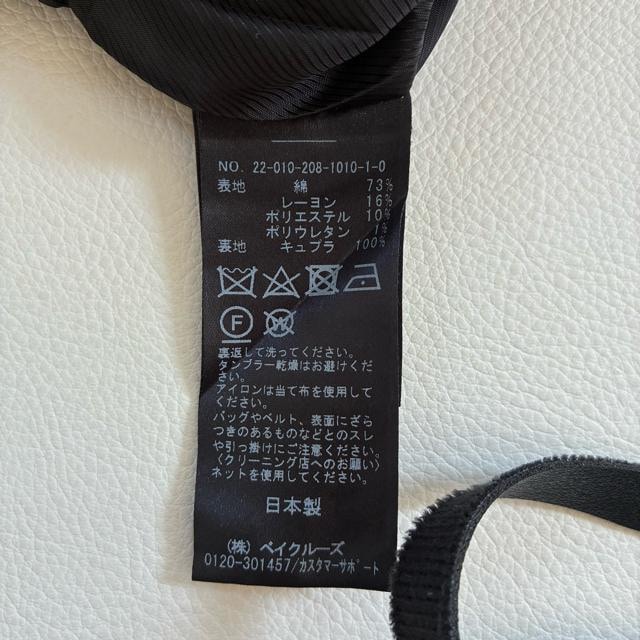 NO. 22-010-208-1010-1-0
表地 綿 73%
レーヨン 16%
ポリエステル 10%
ポリウレタン 1%
裏地 キュプラ 100%
F
W
裏返して洗ってください。
タンブラー乾燥はお避けくだ
さい。
アイロンは当て布を使用して
ください。
バッグやベルト、表面にざら
つきのあるものなどとのスレ
や引っ掛けにご注意ください。
〈クリーニング店へのお願い〉
ネットを使用してください。
日本製
(株) ベイクルーズ
0120-301457/カスタマーサポート